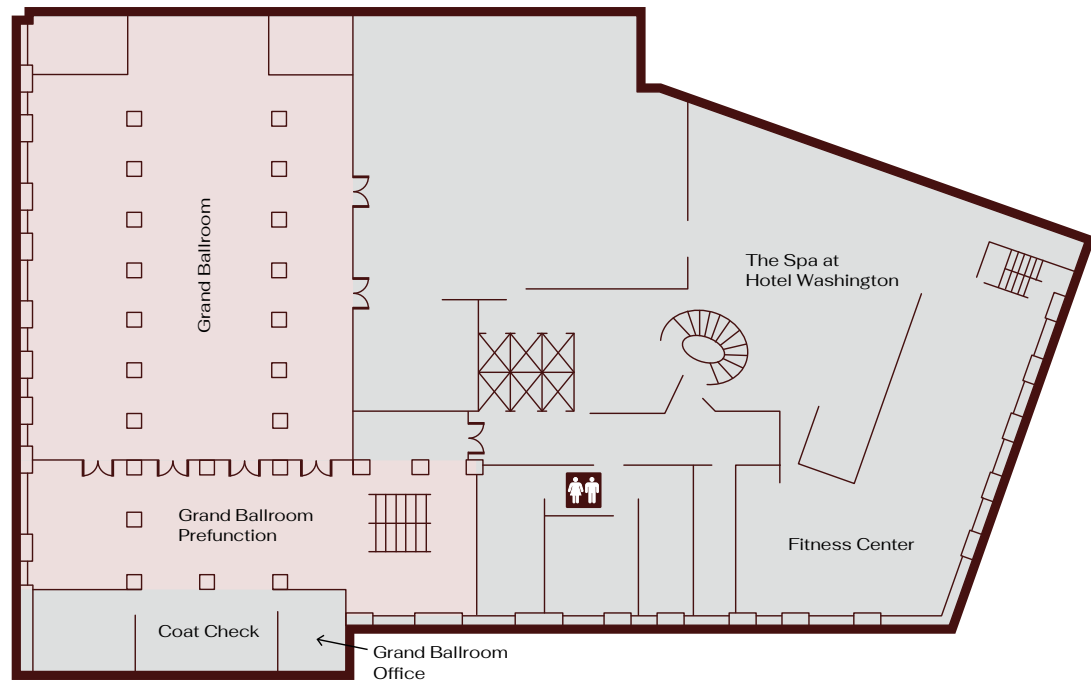 Grand Ballroom
The Spa at
Hotel Washington
Grand Ballroom
Prefunction
Fitness Center
Coat Check
Grand Ballroom
Office